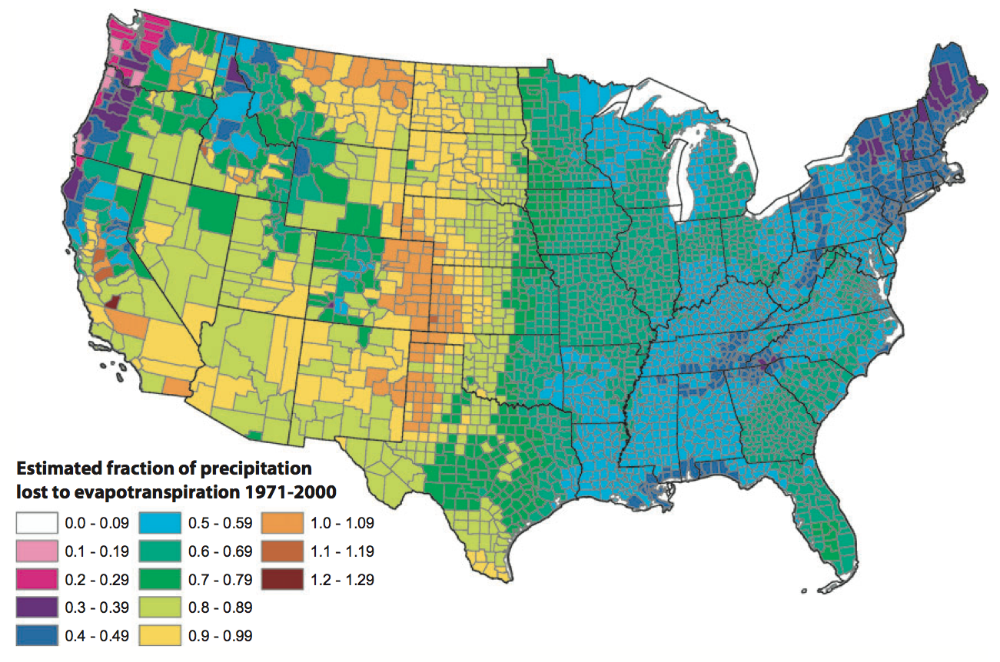 Estimated fraction of precipitation
lost to evapotranspiration 1971-2000
0.0 - 0.09
0.1 - 0.19
0.2 - 0.29
0.3 - 0.39
0.4 - 0.49
0.5 - 0.59
0.6 - 0.69
0.7 - 0.79
0.8 - 0.89
0.9 - 0.99
1.0 - 1.09
1.1 - 1.19
1.2 - 1.29